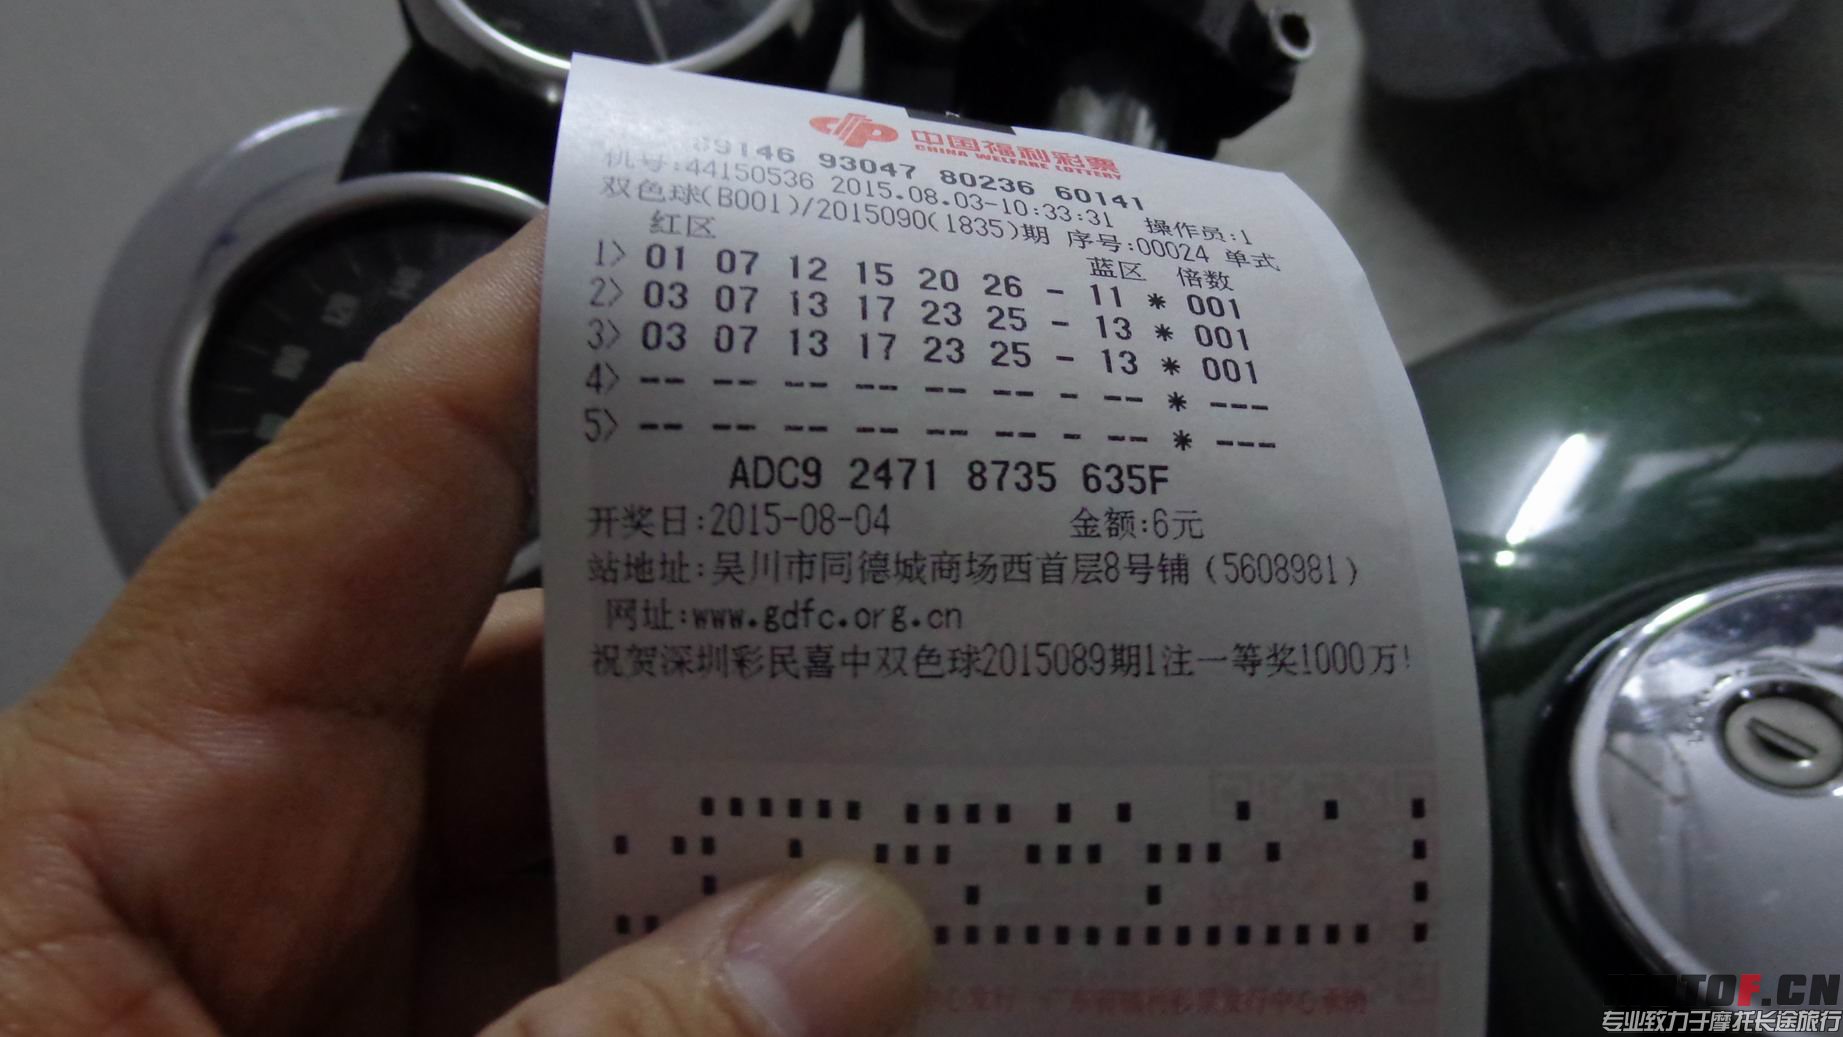 中国福利彩票
CHINA WELFARE LOTTERY
89146 93047 80236 60141
机号:44150536 2015.08.03-10:33:31 操作员:1
双色球(B001)/2015090(1835)期 序号:00024 单式
红区 蓝区 倍数
1> 01 07 12 15 20 26 - 11 * 001
2> 03 07 13 17 23 25 - 13 * 001
3> 03 07 13 17 23 25 - 13 * 001
4> -- -- -- -- -- -- - -- * ---
5> -- -- -- -- -- -- - -- * ---
ADC9 2471 8735 635F
开奖日:2015-08-04 金额:6元
站地址:吴川市同德城商场西首层8号铺(5608981)
网址:www.gdfc.org.cn
祝贺深圳彩民喜中双色球2015089期1注一等奖1000万!
MOTOF.CN
专业致力于摩托长途旅行